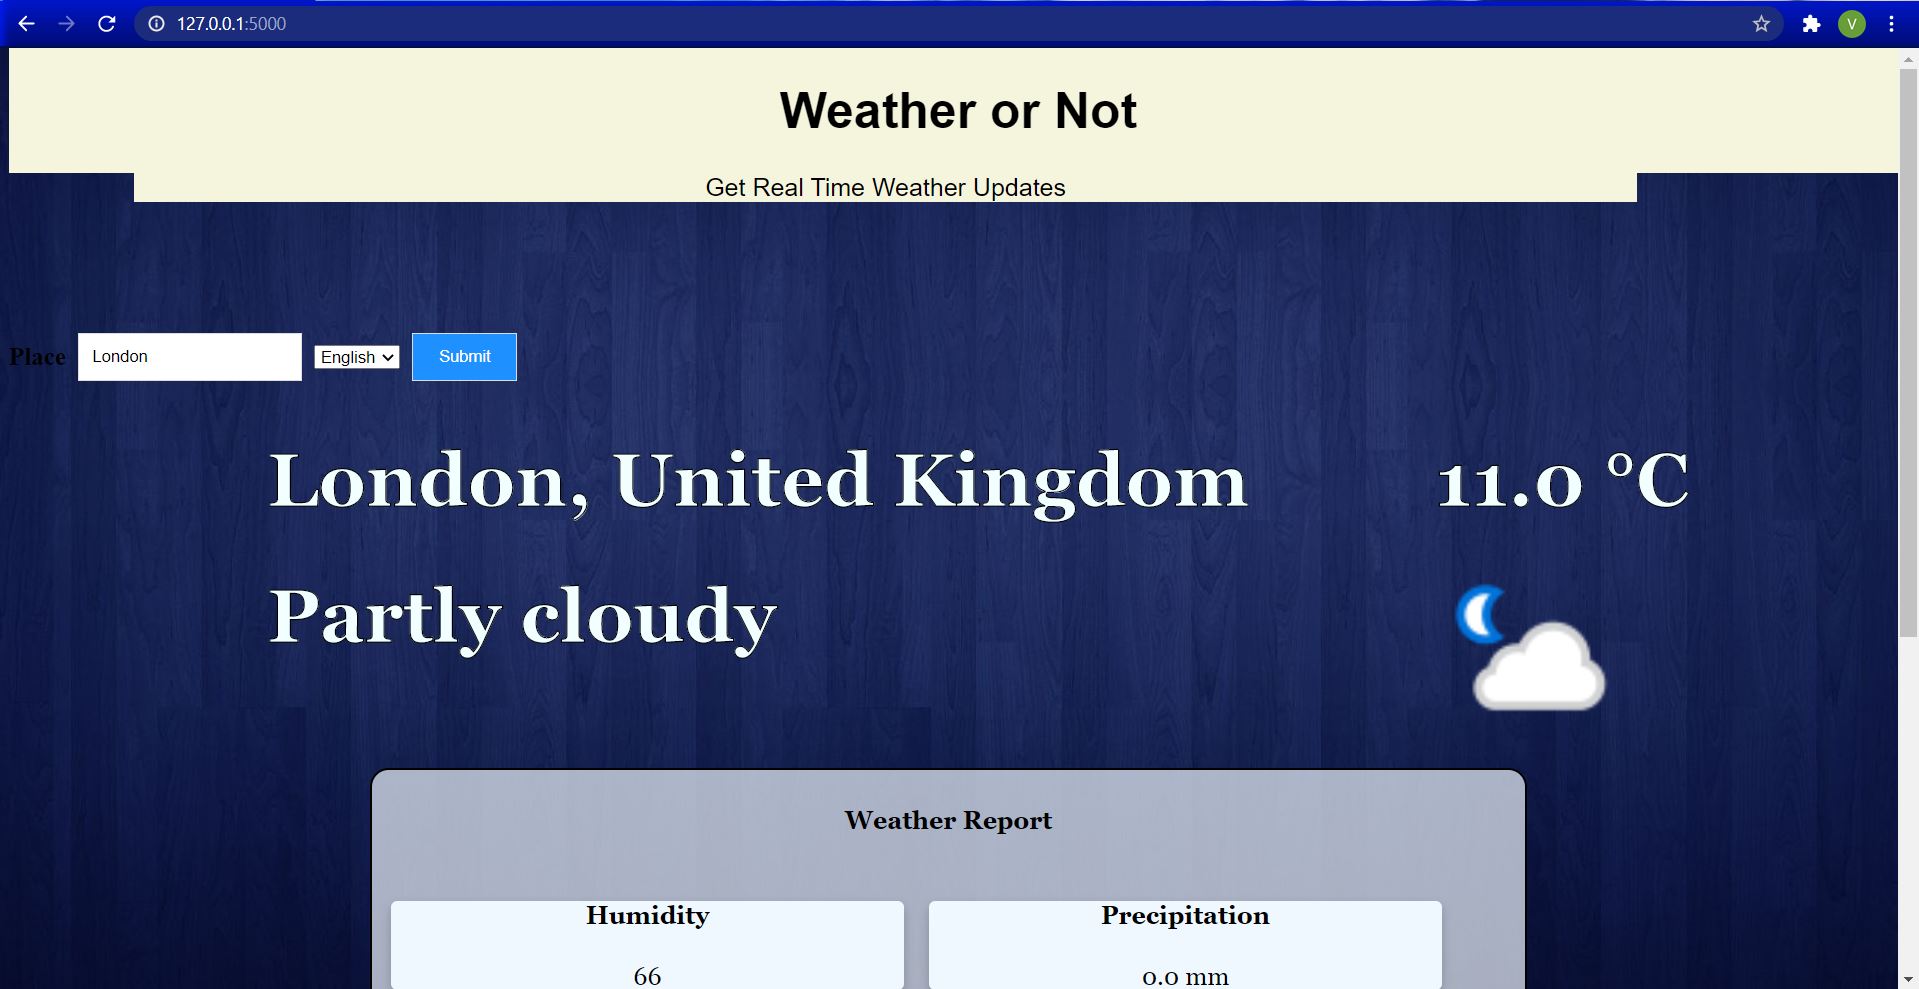 127.0.0.1:5000
V
Weather or Not
Get Real Time Weather Updates
Place London English Submit
London, United Kingdom 11.0 °C
Partly cloudy
Weather Report
Humidity Precipitation
66 0.0 mm